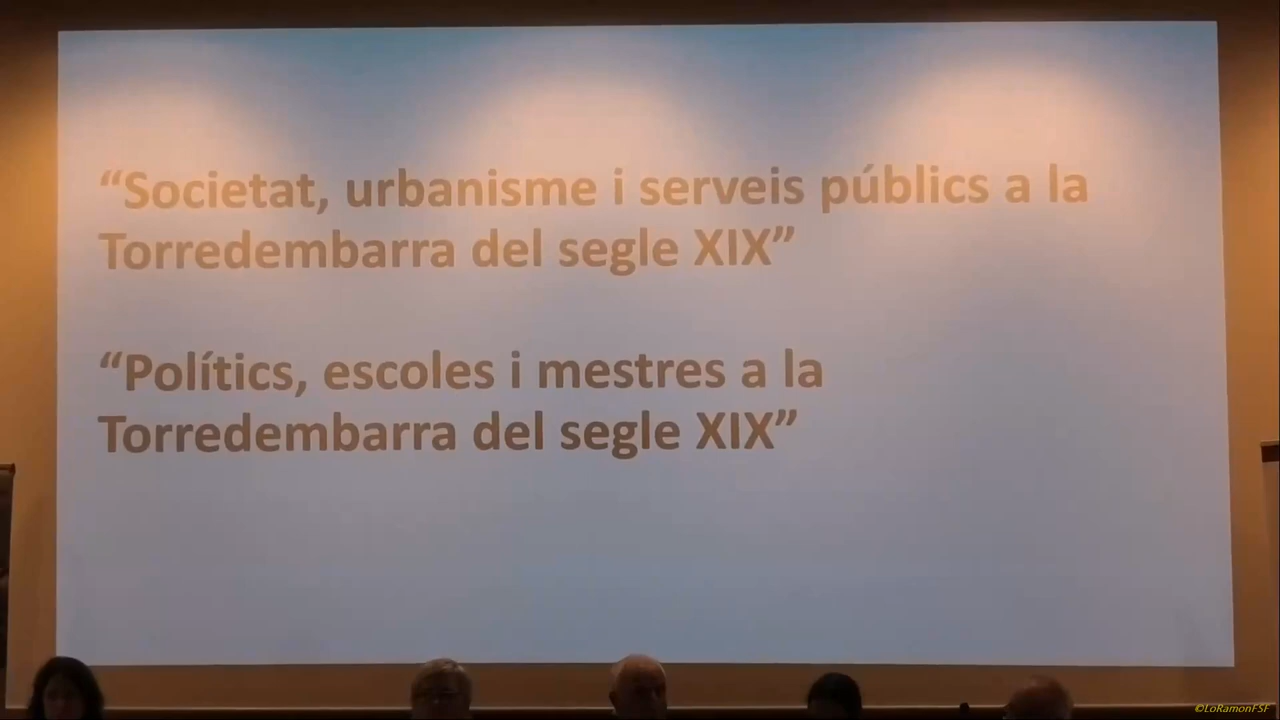 “Societat, urbanisme i serveis públics a la
Torredembarra del segle XIX”
“Polítics, escoles i mestres a la
Torredembarra del segle XIX”
©LoRamonFSF